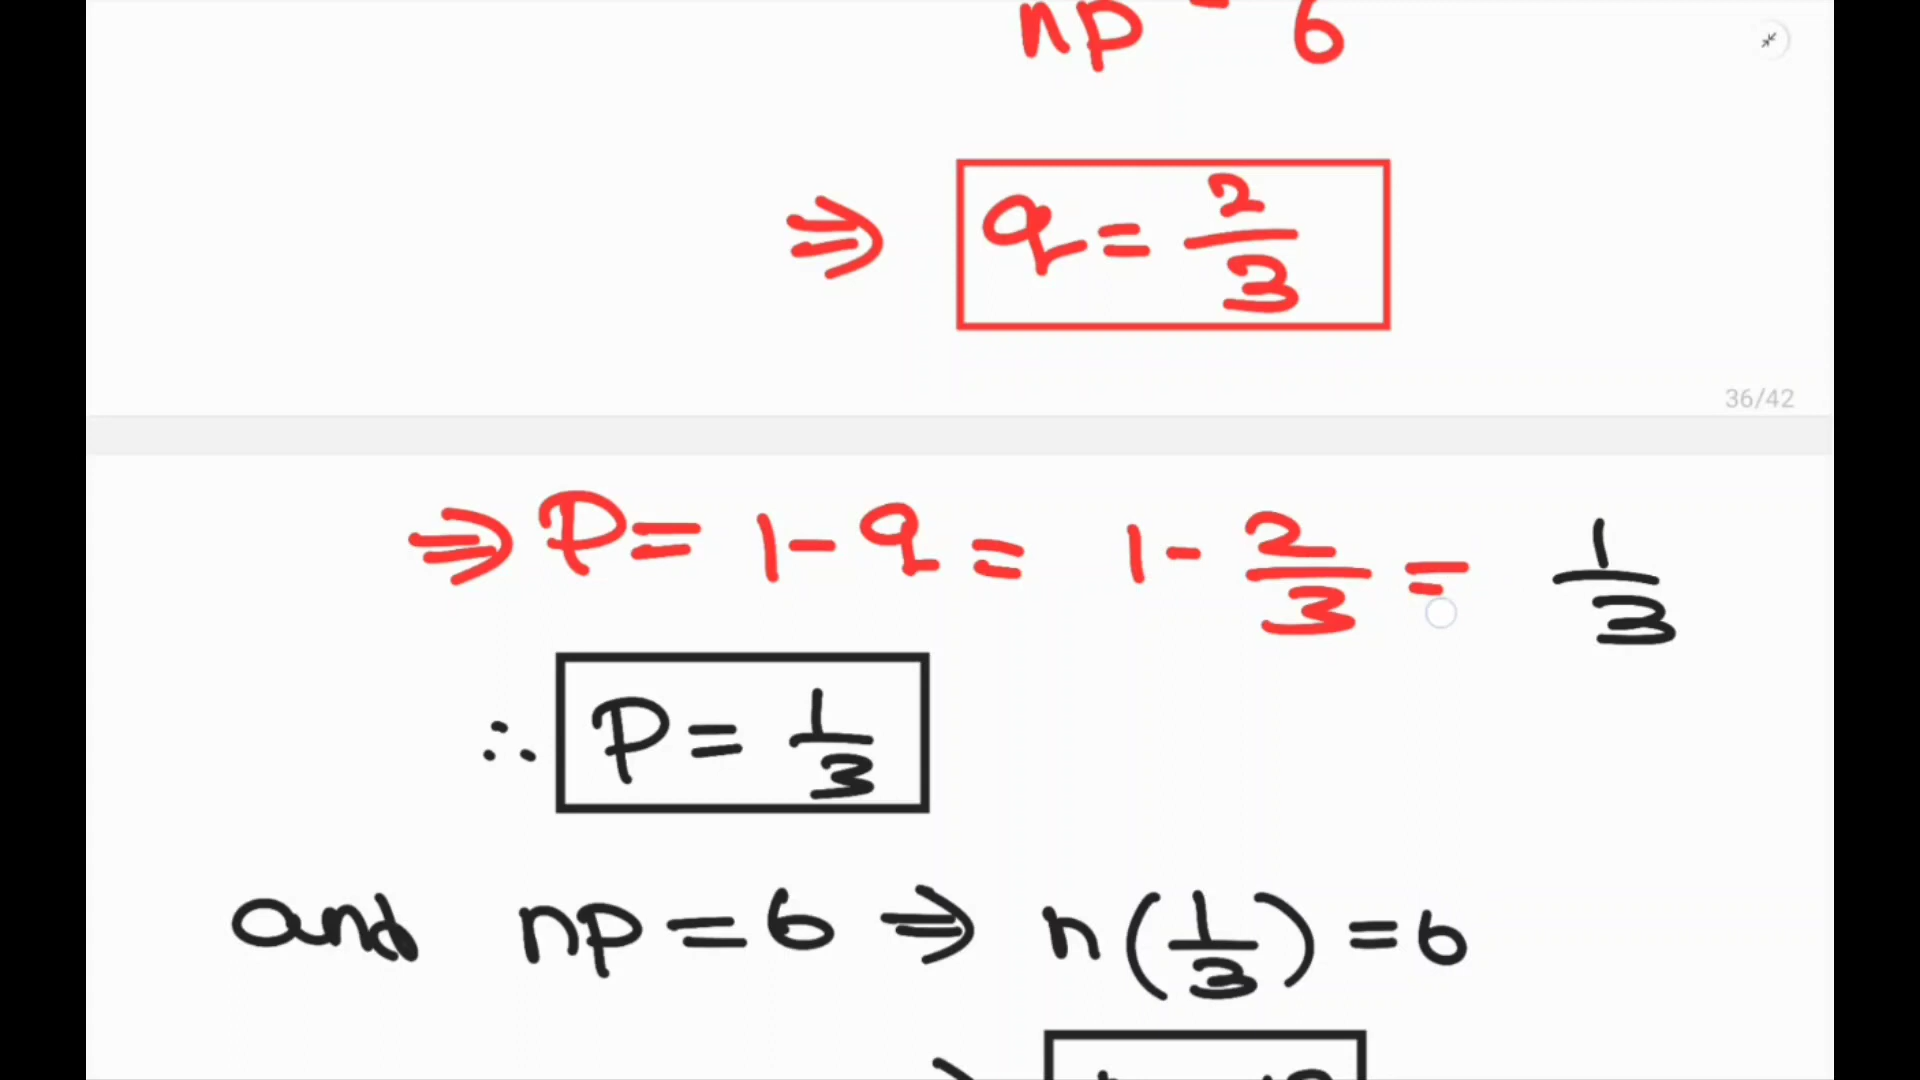 np = 6
⇒ q = 2/3
36/42
⇒ P = 1 - q = 1 - 2/3 = 1/3
∴ P = 1/3
and np = 6 ⇒ n(1/3) = 6